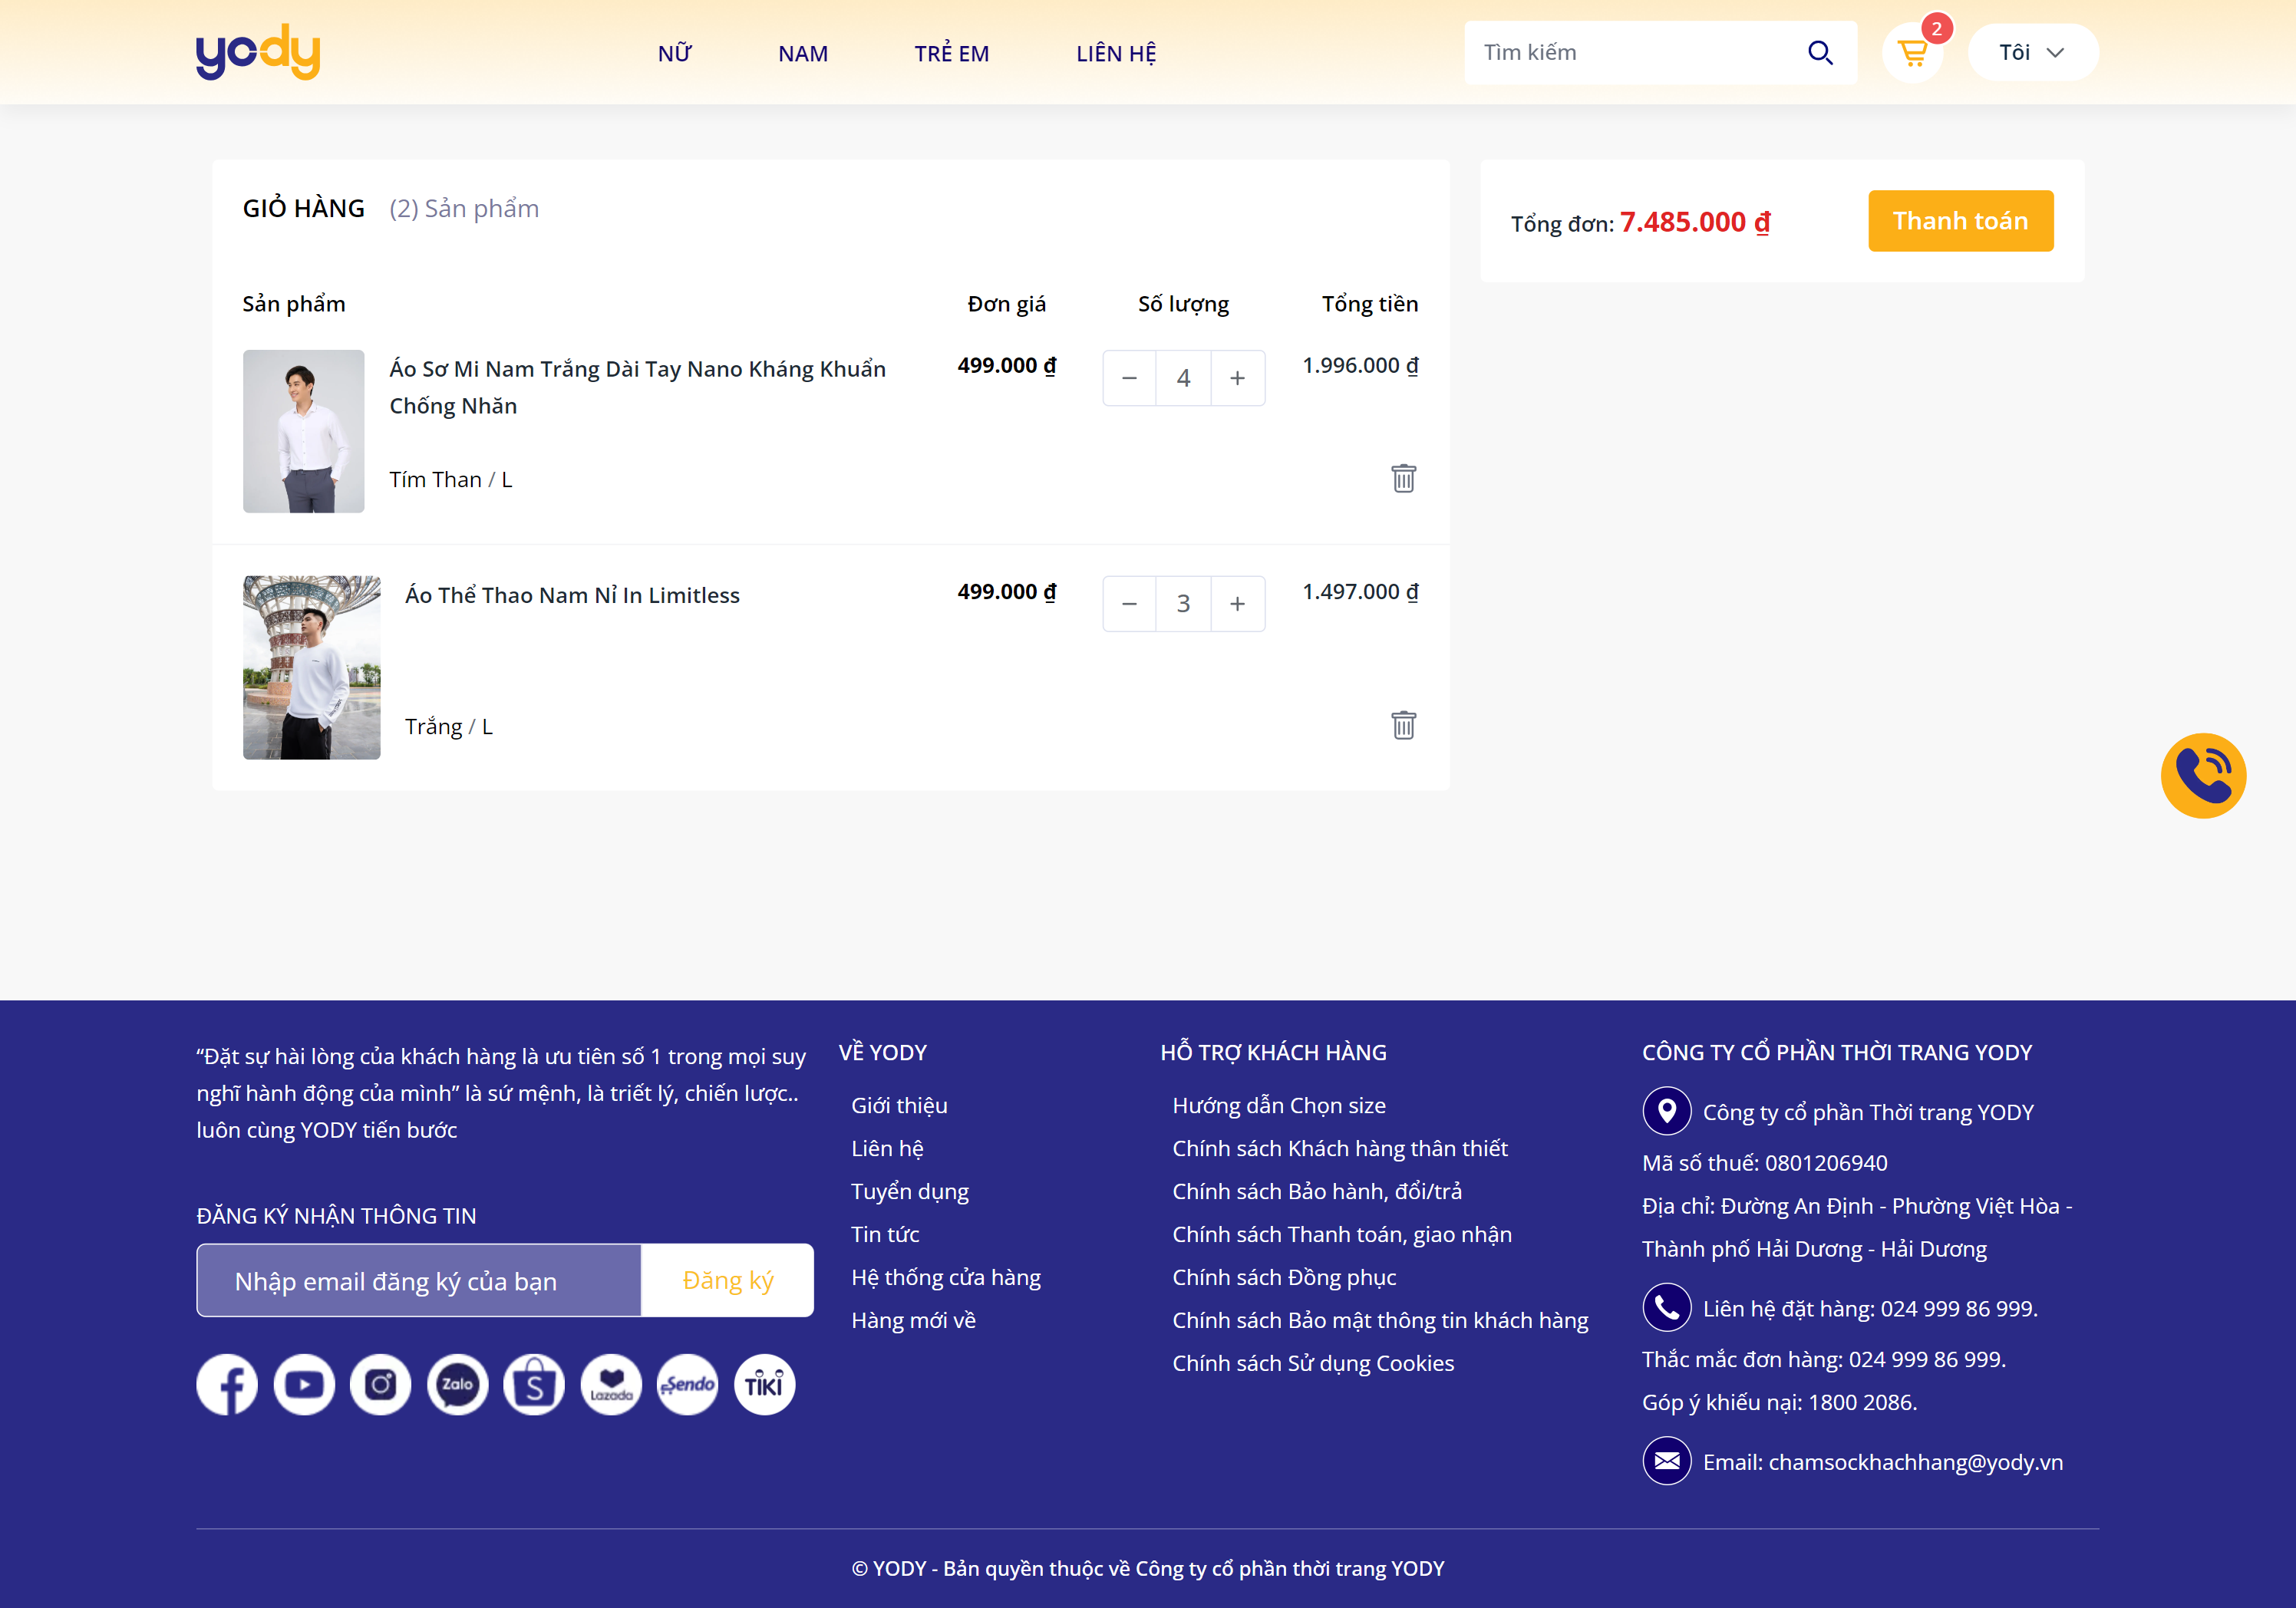 yody
NỮ
NAM
TRẺ EM
LIÊN HỆ
Tìm kiếm
2
Tôi
GIỎ HÀNG (2) Sản phẩm
Sản phẩm
Đơn giá
Số lượng
Tổng tiền
Áo Sơ Mi Nam Trắng Dài Tay Nano Kháng Khuẩn
Chống Nhăn
499.000 ₫
− 4 +
1.996.000 ₫
Tím Than / L
Áo Thể Thao Nam Nỉ In Limitless
499.000 ₫
− 3 +
1.497.000 ₫
Trắng / L
Tổng đơn: 7.485.000 ₫
Thanh toán
“Đặt sự hài lòng của khách hàng là ưu tiên số 1 trong mọi suy
nghĩ hành động của mình” là sứ mệnh, là triết lý, chiến lược..
luôn cùng YODY tiến bước
ĐĂNG KÝ NHẬN THÔNG TIN
Nhập email đăng ký của bạn
Đăng ký
Zalo
S
Lazada
Sendo
TIKI
VỀ YODY
Giới thiệu
Liên hệ
Tuyển dụng
Tin tức
Hệ thống cửa hàng
Hàng mới về
HỖ TRỢ KHÁCH HÀNG
Hướng dẫn Chọn size
Chính sách Khách hàng thân thiết
Chính sách Bảo hành, đổi/trả
Chính sách Thanh toán, giao nhận
Chính sách Đồng phục
Chính sách Bảo mật thông tin khách hàng
Chính sách Sử dụng Cookies
CÔNG TY CỔ PHẦN THỜI TRANG YODY
Công ty cổ phần Thời trang YODY
Mã số thuế: 0801206940
Địa chỉ: Đường An Định - Phường Việt Hòa -
Thành phố Hải Dương - Hải Dương
Liên hệ đặt hàng: 024 999 86 999.
Thắc mắc đơn hàng: 024 999 86 999.
Góp ý khiếu nại: 1800 2086.
Email: chamsockhachhang@yody.vn
© YODY - Bản quyền thuộc về Công ty cổ phần thời trang YODY